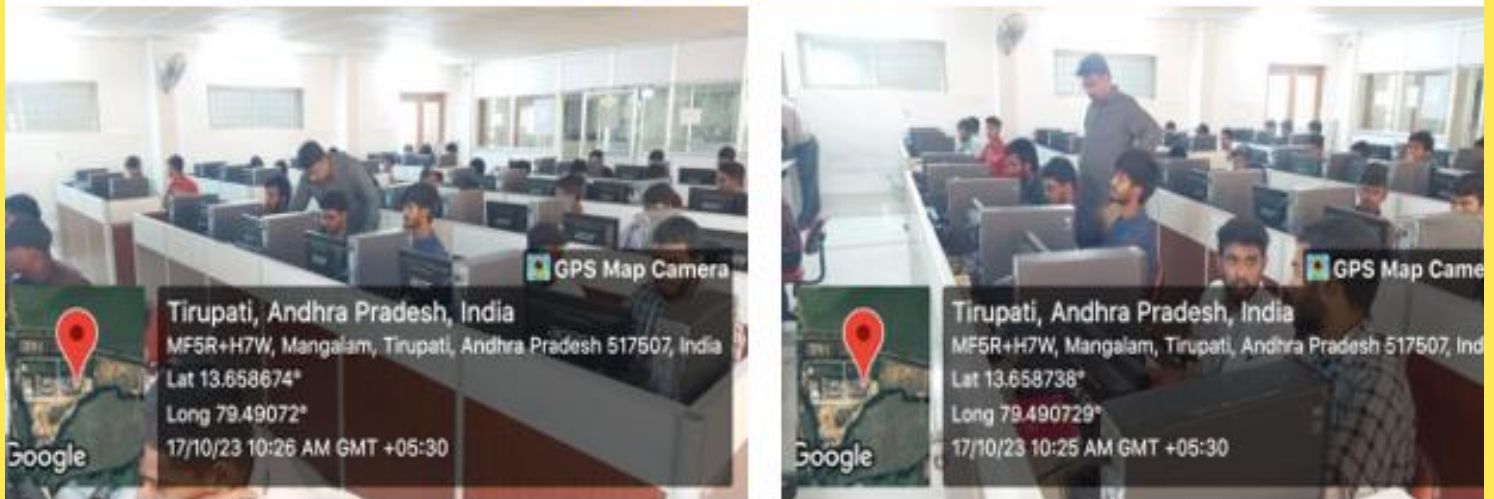 GPS Map Camera
Tirupati, Andhra Pradesh, India
MF5R+H7W, Mangalam, Tirupati, Andhra Pradesh 517507, India
Lat 13.658674°
Long 79.49072°
17/10/23 10:26 AM GMT +05:30
Google
GPS Map Came
Tirupati, Andhra Pradesh, India
MF5R+H7W, Mangalam, Tirupati, Andhra Pradesh 517507, Ind
Lat 13.658738°
Long 79.490729°
17/10/23 10:25 AM GMT +05:30
Google